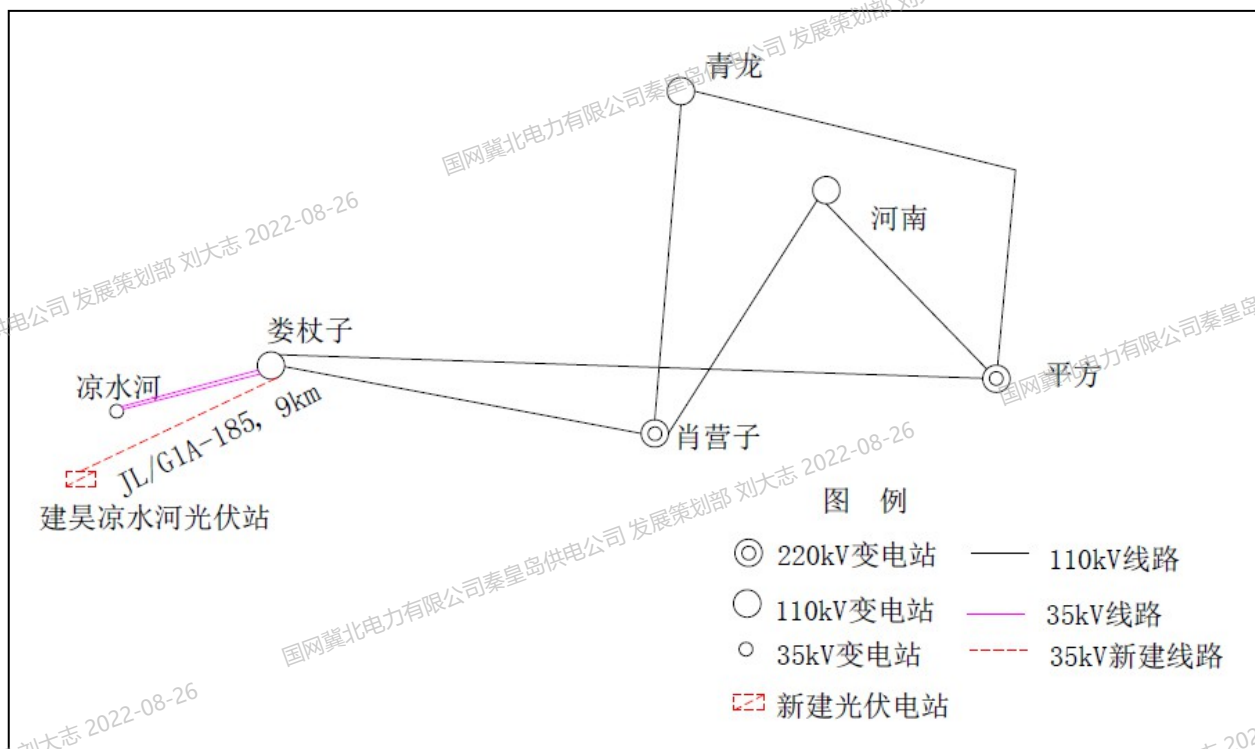 国网冀北电力有限公司秦皇岛供电公司 发展策划部 刘大志
青龙
河南
国网冀北电力有限公司秦皇岛供电公司 发展策划部 刘大志 2022-08-26
供电公司 发展策划部 刘大志 2022-08-26
娄杖子
凉水河
平方
国网冀北电力有限公司秦皇岛
JL/G1A-185, 9km
肖营子
建昊凉水河光伏站
图 例
220kV变电站
110kV线路
110kV变电站
35kV线路
35kV变电站
35kV新建线路
新建光伏电站
刘大志 2022-08-26